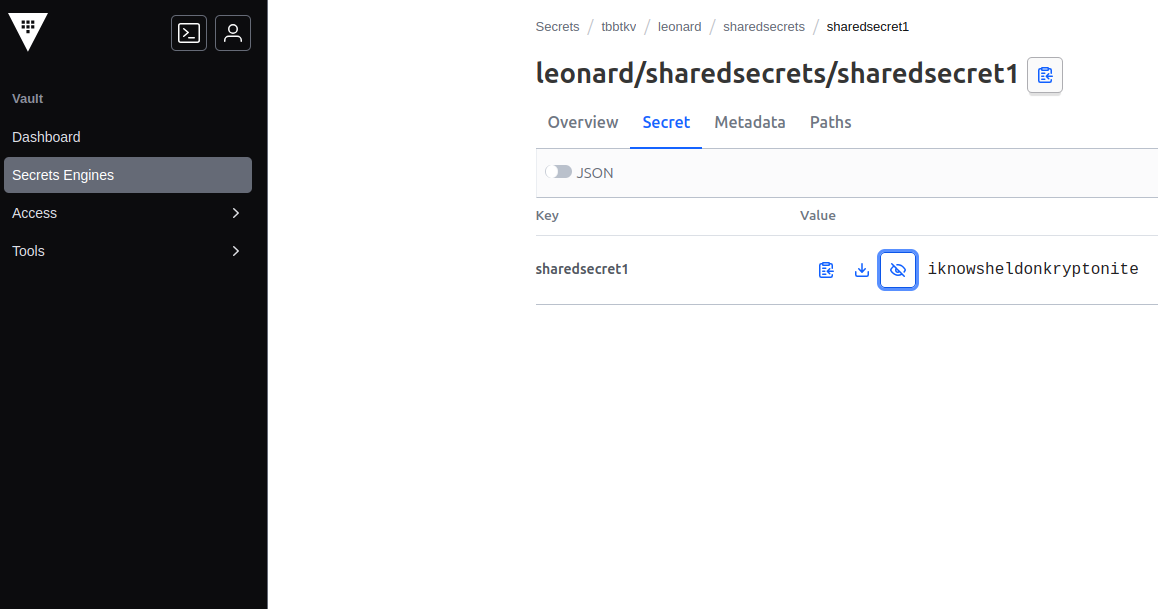 Vault
Dashboard
Secrets Engines
Access
Tools
Secrets / tbbtkv / leonard / sharedsecrets / sharedsecret1
leonard/sharedsecrets/sharedsecret1
Overview Secret Metadata Paths
JSON
Key Value
sharedsecret1 iknowsheldonkryptonite